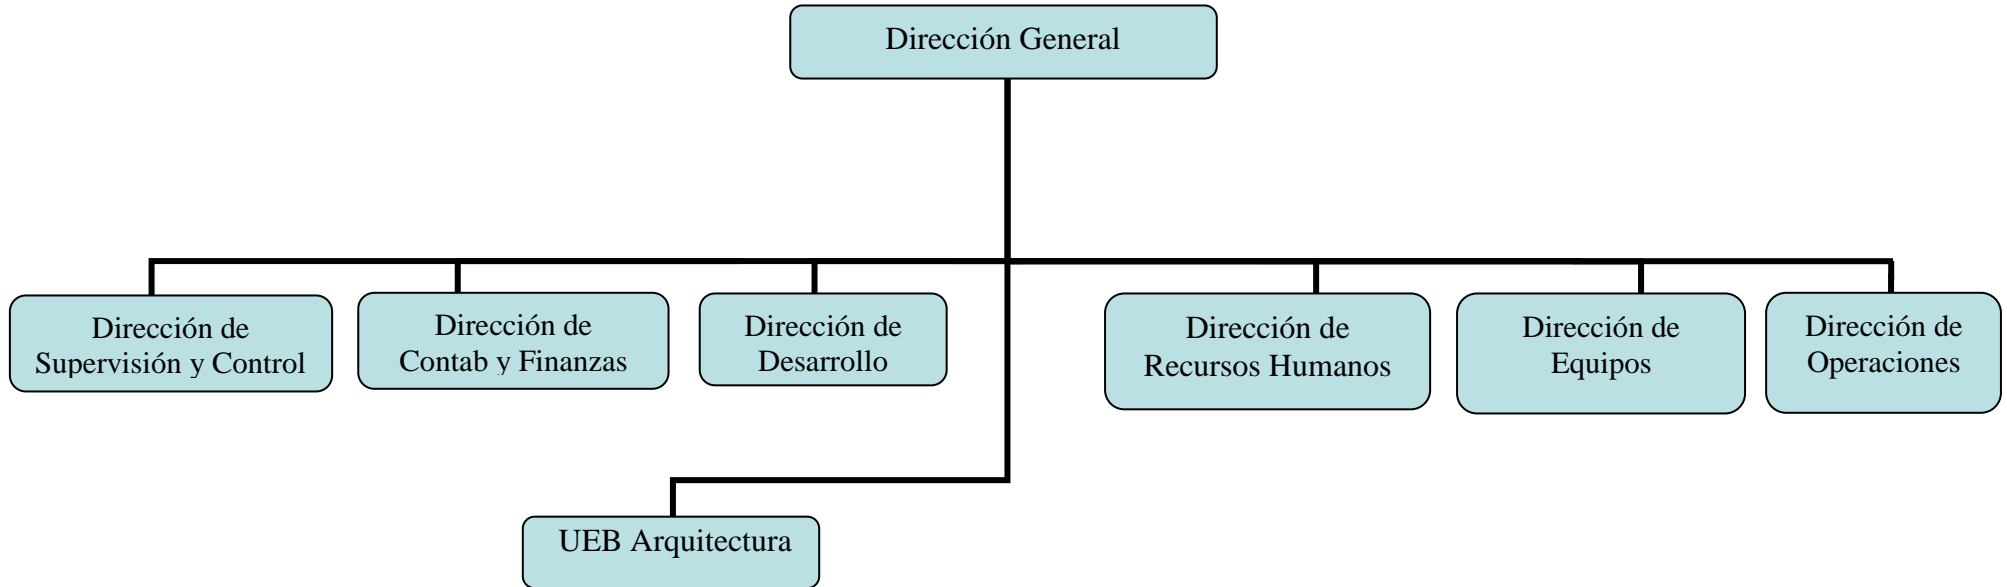 Dirección General
Dirección de
Supervisión y Control
Dirección de
Contab y Finanzas
Dirección de
Desarrollo
Dirección de
Recursos Humanos
Dirección de
Equipos
Dirección de
Operaciones
UEB Arquitectura